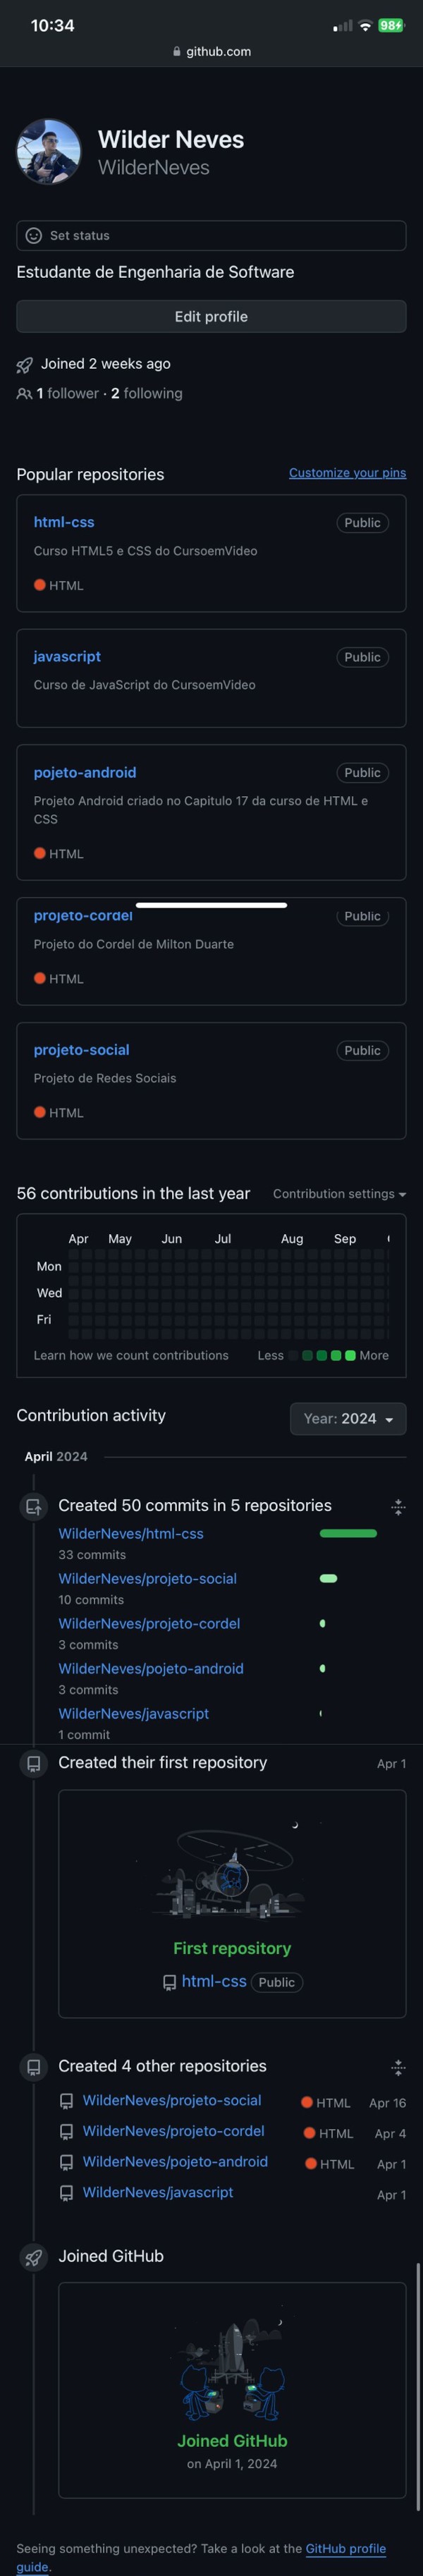 10:34
98
github.com
Wilder Neves
WilderNeves
Set status
Estudante de Engenharia de Software
Edit profile
Joined 2 weeks ago
1 follower · 2 following
Popular repositories Customize your pins
html-css Public
Curso HTML5 e CSS do CursoemVideo
HTML
javascript Public
Curso de JavaScript do CursoemVideo
pojeto-android Public
Projeto Android criado no Capitulo 17 da curso de HTML e
CSS
HTML
projeto-cordel Public
Projeto do Cordel de Milton Duarte
HTML
projeto-social Public
Projeto de Redes Sociais
HTML
56 contributions in the last year Contribution settings
Apr May Jun Jul Aug Sep
Mon
Wed
Fri
Learn how we count contributions Less More
Contribution activity Year: 2024
April 2024
Created 50 commits in 5 repositories
WilderNeves/html-css
33 commits
WilderNeves/projeto-social
10 commits
WilderNeves/projeto-cordel
3 commits
WilderNeves/pojeto-android
3 commits
WilderNeves/javascript
1 commit
Created their first repository Apr 1
First repository
html-css Public
Created 4 other repositories
WilderNeves/projeto-social HTML Apr 16
WilderNeves/projeto-cordel HTML Apr 4
WilderNeves/pojeto-android HTML Apr 1
WilderNeves/javascript Apr 1
Joined GitHub
Joined GitHub
on April 1, 2024
Seeing something unexpected? Take a look at the GitHub profile
guide.